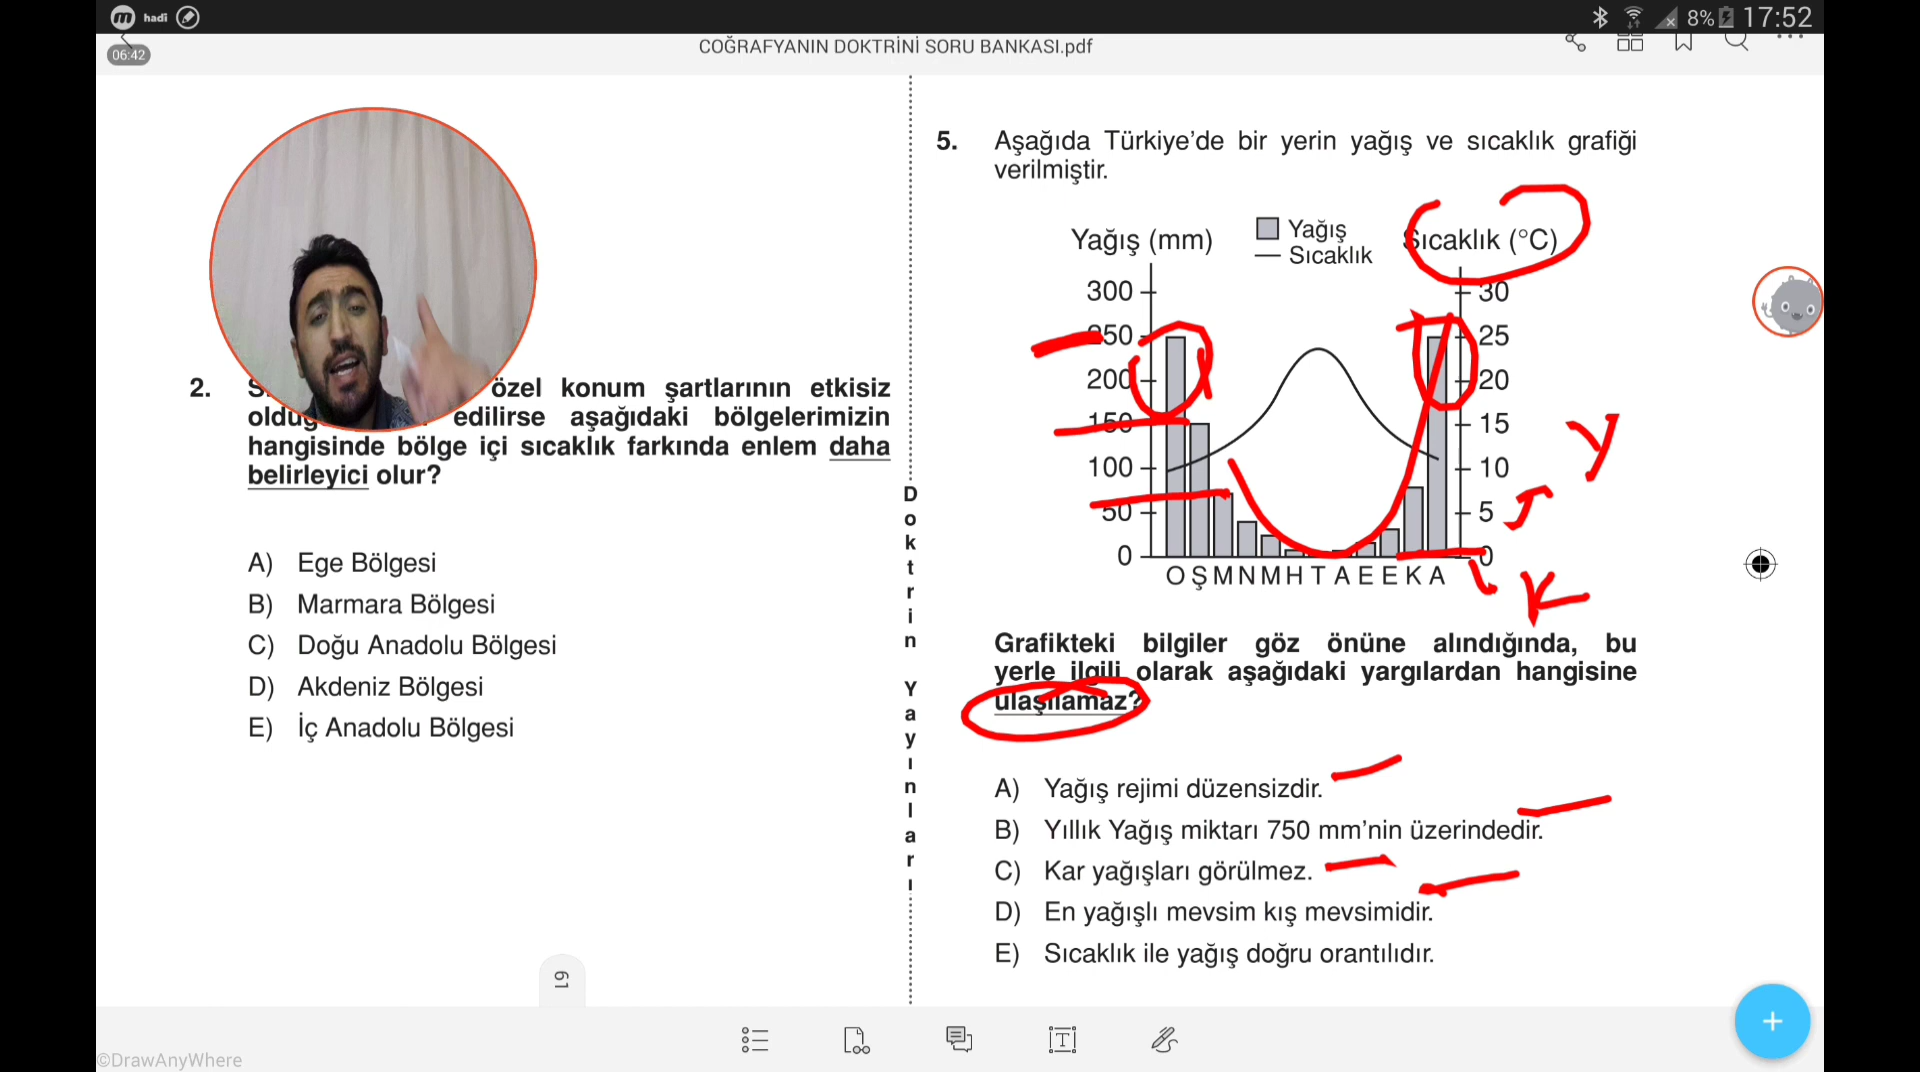 hadi
8%
17:52
06:42
COĞRAFYANIN DOKTRİNİ SORU BANKASI.pdf
2.
özel konum şartlarının etkisiz
edilirse aşağıdaki bölgelerimizin
hangisinde bölge içi sıcaklık farkında enlem daha
belirleyici olur?
A) Ege Bölgesi
B) Marmara Bölgesi
C) Doğu Anadolu Bölgesi
D) Akdeniz Bölgesi
E) İç Anadolu Bölgesi
61
Doktrin Yayınları
5. Aşağıda Türkiye'de bir yerin yağış ve sıcaklık grafiği
verilmiştir.
Yağış (mm)
Yağış
Sıcaklık
Sıcaklık (°C)
300
250
200
150
100
50
0
30
25
20
15
10
5
0
O Ş M N M H T A E E K A
Y
K
Grafikteki bilgiler göz önüne alındığında, bu
yerle ilgili olarak aşağıdaki yargılardan hangisine
ulaşılamaz?
A) Yağış rejimi düzensizdir.
B) Yıllık Yağış miktarı 750 mm'nin üzerindedir.
C) Kar yağışları görülmez.
D) En yağışlı mevsim kış mevsimidir.
E) Sıcaklık ile yağış doğru orantılıdır.
©DrawAnyWhere